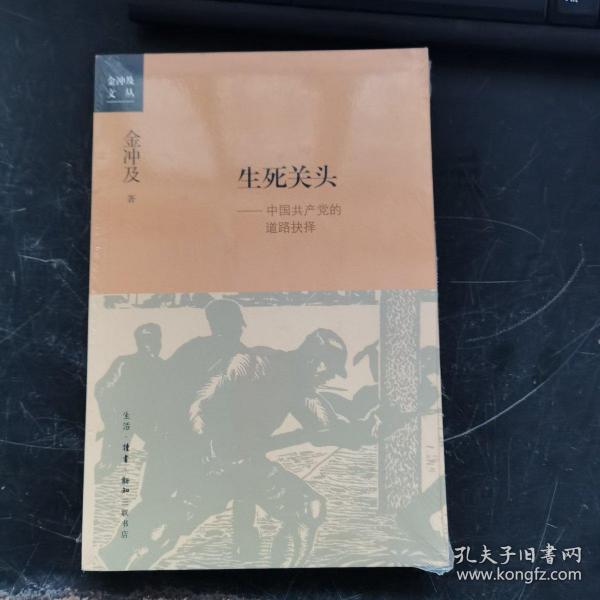 金冲及
文丛
金冲及
著
生死关头
——中国共产党的
道路抉择
生活·读书·新知
三联书店
孔夫子旧書网
www.kongfz.com